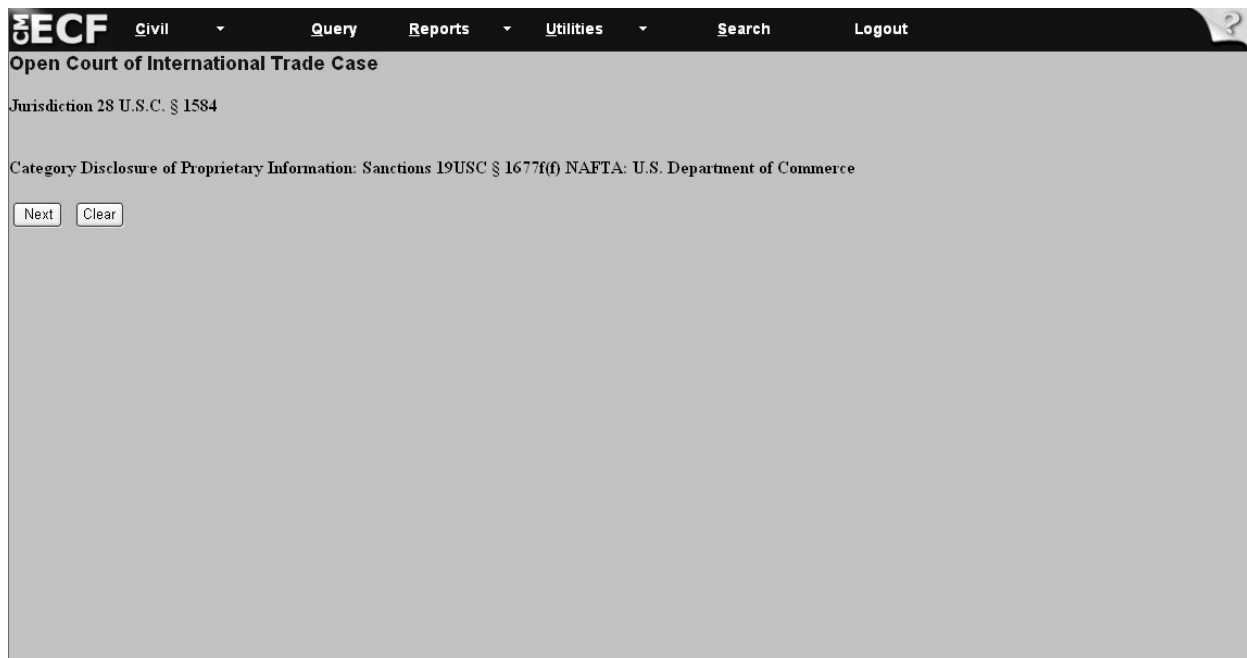 CM ECF Civil Query Reports Utilities Search Logout ?
Open Court of International Trade Case
Jurisdiction 28 U.S.C. § 1584
Category Disclosure of Proprietary Information: Sanctions 19USC § 1677f(f) NAFTA: U.S. Department of Commerce
Next Clear